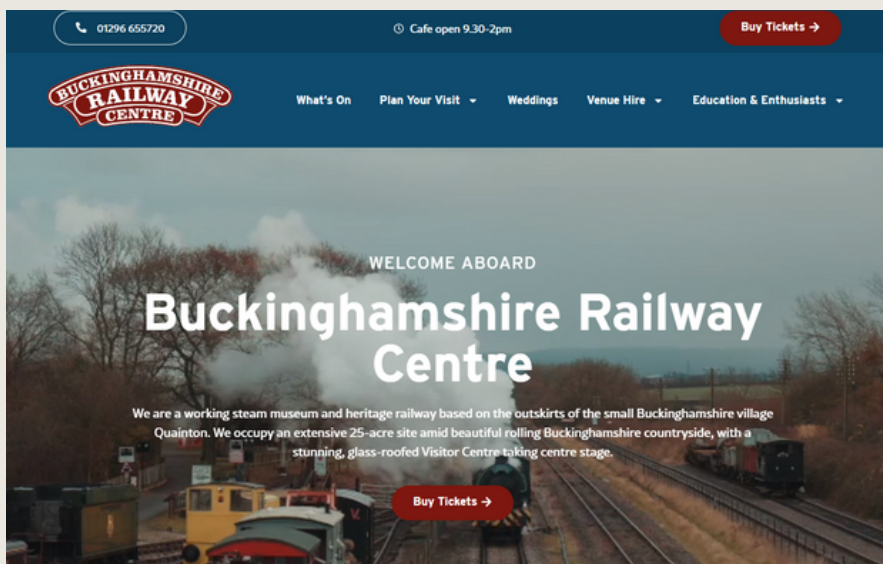 01296 655720
Cafe open 9.30-2pm
Buy Tickets →
BUCKINGHAMSHIRE
RAILWAY
CENTRE
What's On
Plan Your Visit
Weddings
Venue Hire
Education & Enthusiasts
WELCOME ABOARD
Buckinghamshire Railway
Centre
We are a working steam museum and heritage railway based on the outskirts of the small Buckinghamshire village
Quainton. We occupy an extensive 25-acre site amid beautiful rolling Buckinghamshire countryside, with a
stunning, glass-roofed Visitor Centre taking centre stage.
Buy Tickets →